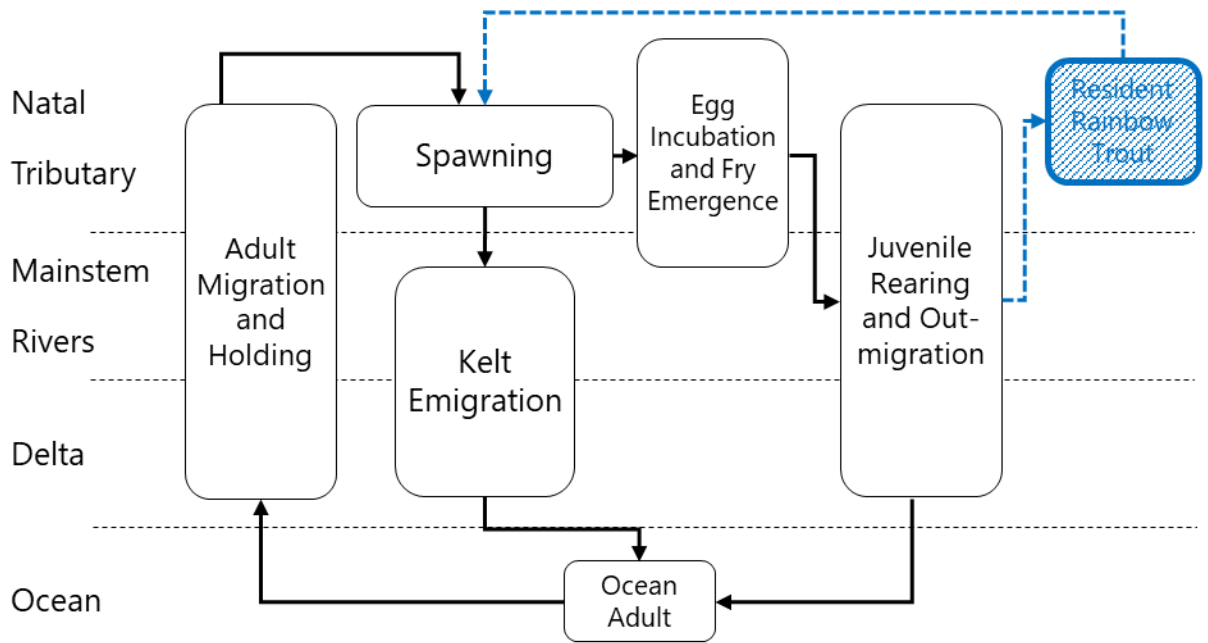 Natal
Tributary
Mainstem
Rivers
Delta
Ocean
Adult
Migration
and
Holding
Spawning
Kelt
Emigration
Egg
Incubation
and Fry
Emergence
Juvenile
Rearing
and Out-
migration
Resident
Rainbow
Trout
Ocean
Adult